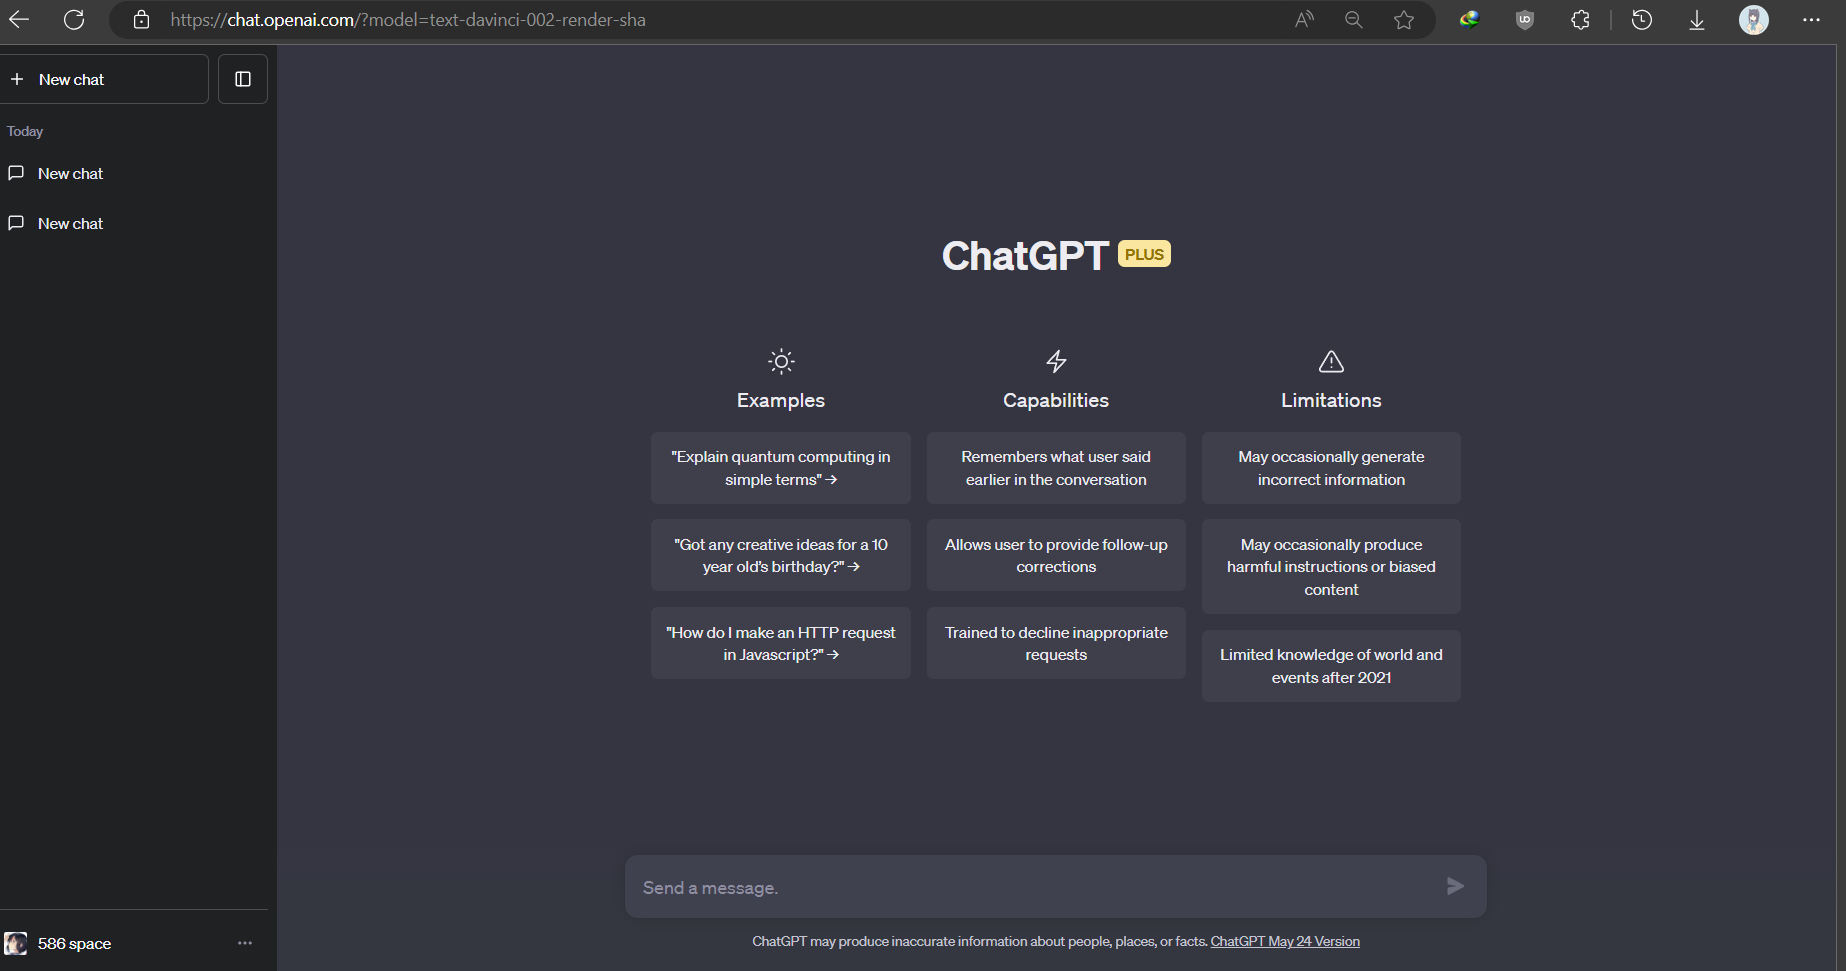 https://chat.openai.com/?model=text-davinci-002-render-sha
New chat
Today
New chat
New chat
ChatGPT PLUS
Examples
"Explain quantum computing in
simple terms" →
"Got any creative ideas for a 10
year old's birthday?" →
"How do I make an HTTP request
in Javascript?" →
Capabilities
Remembers what user said
earlier in the conversation
Allows user to provide follow-up
corrections
Trained to decline inappropriate
requests
Limitations
May occasionally generate
incorrect information
May occasionally produce
harmful instructions or biased
content
Limited knowledge of world and
events after 2021
Send a message.
586 space
ChatGPT may produce inaccurate information about people, places, or facts. ChatGPT May 24 Version